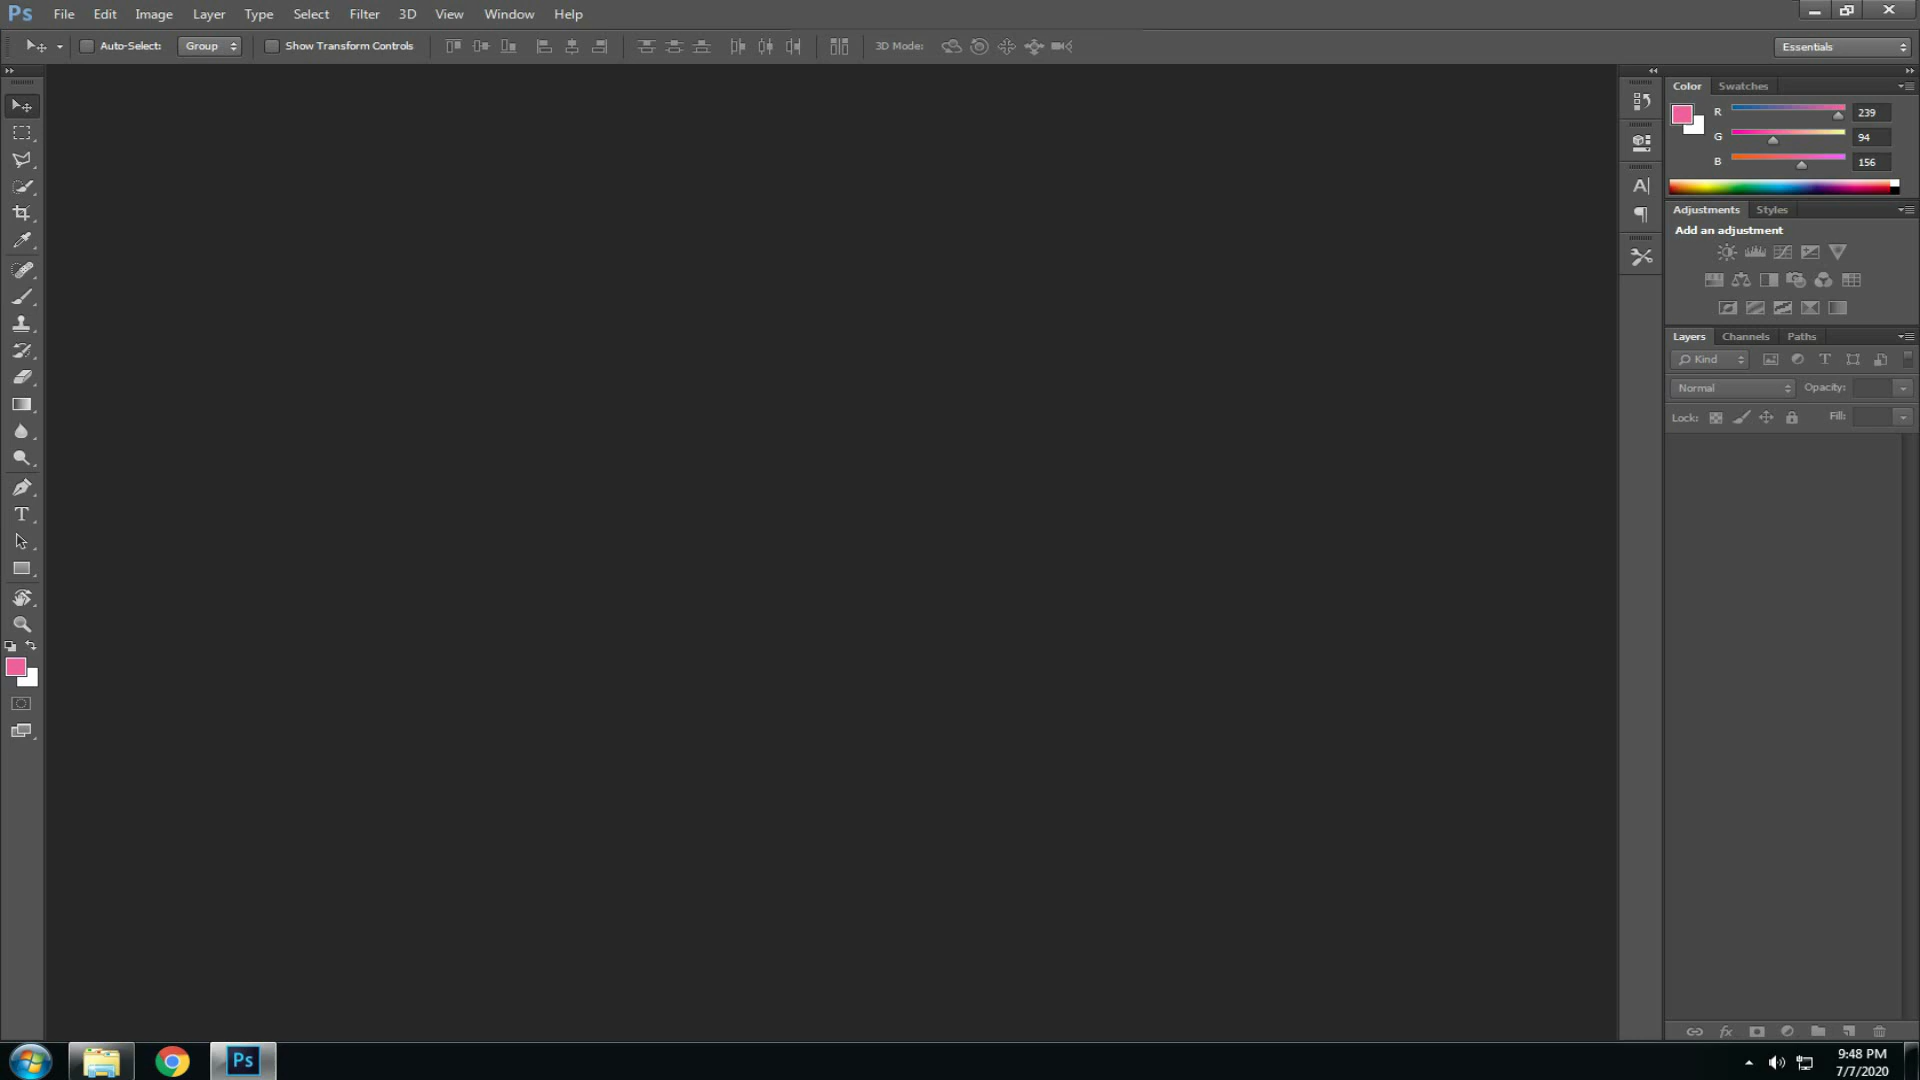 Ps File Edit Image Layer Type Select Filter 3D View Window Help
Auto-Select: Group Show Transform Controls 3D Mode: Essentials
Color Swatches
R 239
G 94
B 156
Adjustments Styles
Add an adjustment
Layers Channels Paths
Kind
Normal Opacity:
Lock: Fill:
Ps
9:48 PM
7/7/2020